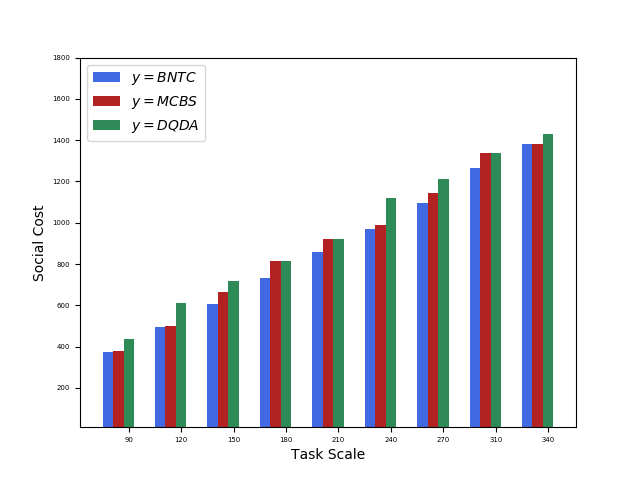 1800
1600
1400
1200
1000
800
600
400
200
Social Cost
y = BNTC
y = MCBS
y = DQDA
90 120 150 180 210 240 270 310 340
Task Scale